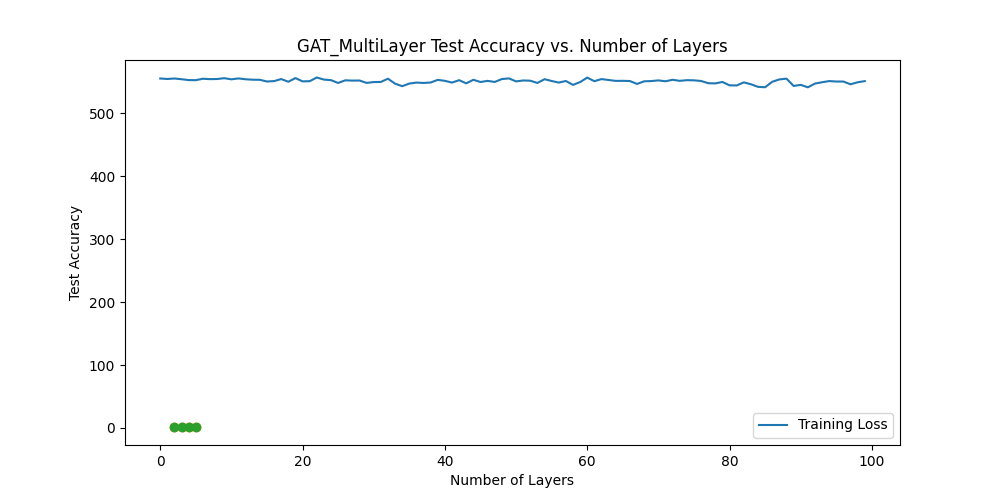 GAT_MultiLayer Test Accuracy vs. Number of Layers
500
400
300
200
100
0
Test Accuracy
Training Loss
0 20 40 60 80 100
Number of Layers